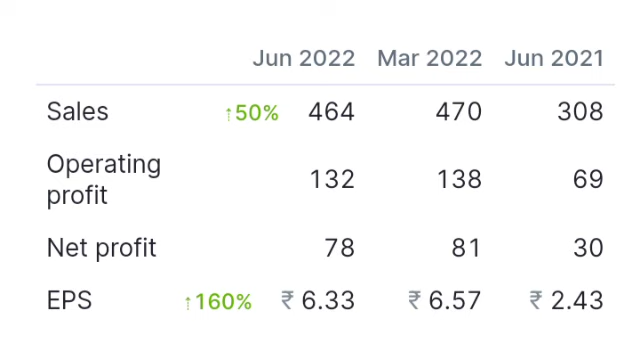 Jun 2022 Mar 2022 Jun 2021
Sales ↑50% 464 470 308
Operating
profit 132 138 69
Net profit 78 81 30
EPS ↑160% ₹ 6.33 ₹ 6.57 ₹ 2.43